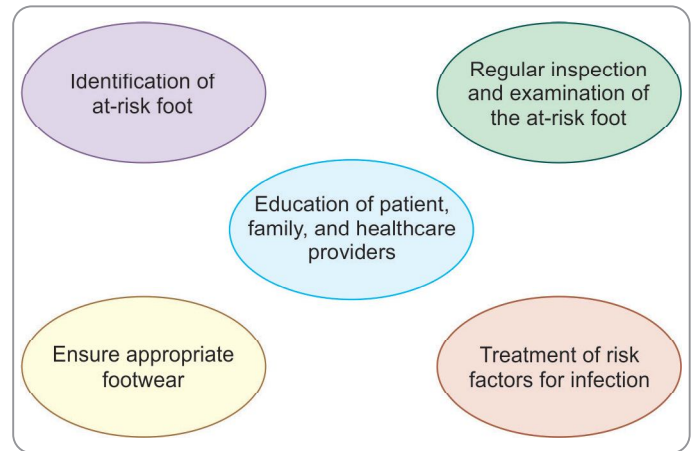 Identification of
at-risk foot
Regular inspection
and examination of
the at-risk foot
Education of patient,
family, and healthcare
providers
Ensure appropriate
footwear
Treatment of risk
factors for infection